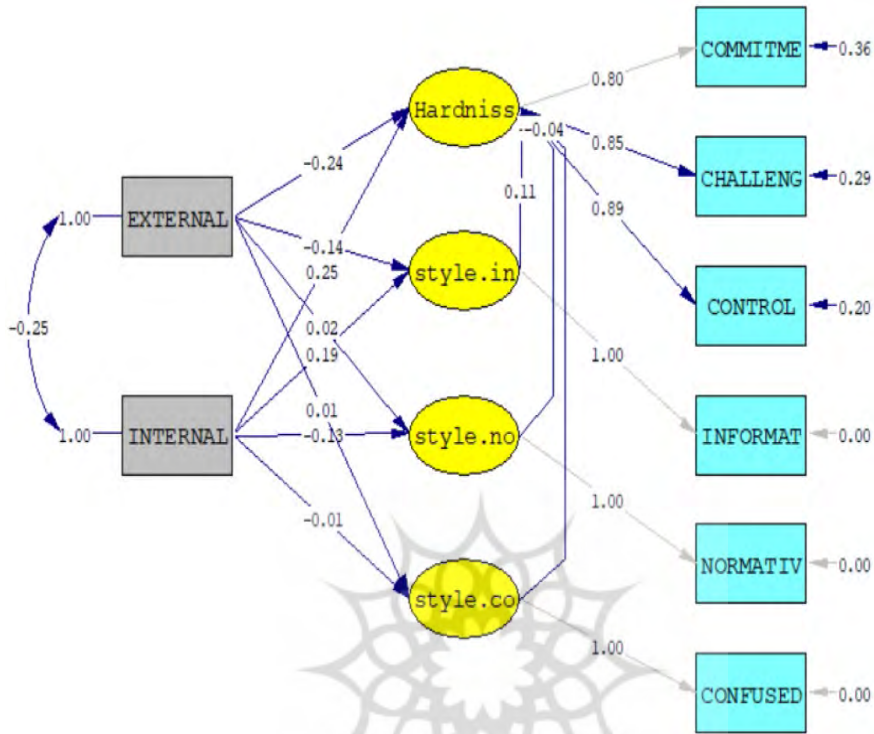 COMMITME
0.36
0.80
Hardniss
-0.04
0.85
CHALLENG
0.29
-0.24
0.11
0.89
1.00
EXTERNAL
-0.14
0.25
style.in
CONTROL
0.20
-0.25
0.02
0.19
1.00
1.00
INTERNAL
0.01
-0.13
style.no
INFORMAT
0.00
-0.01
1.00
NORMATIV
0.00
style.co
1.00
CONFUSED
0.00